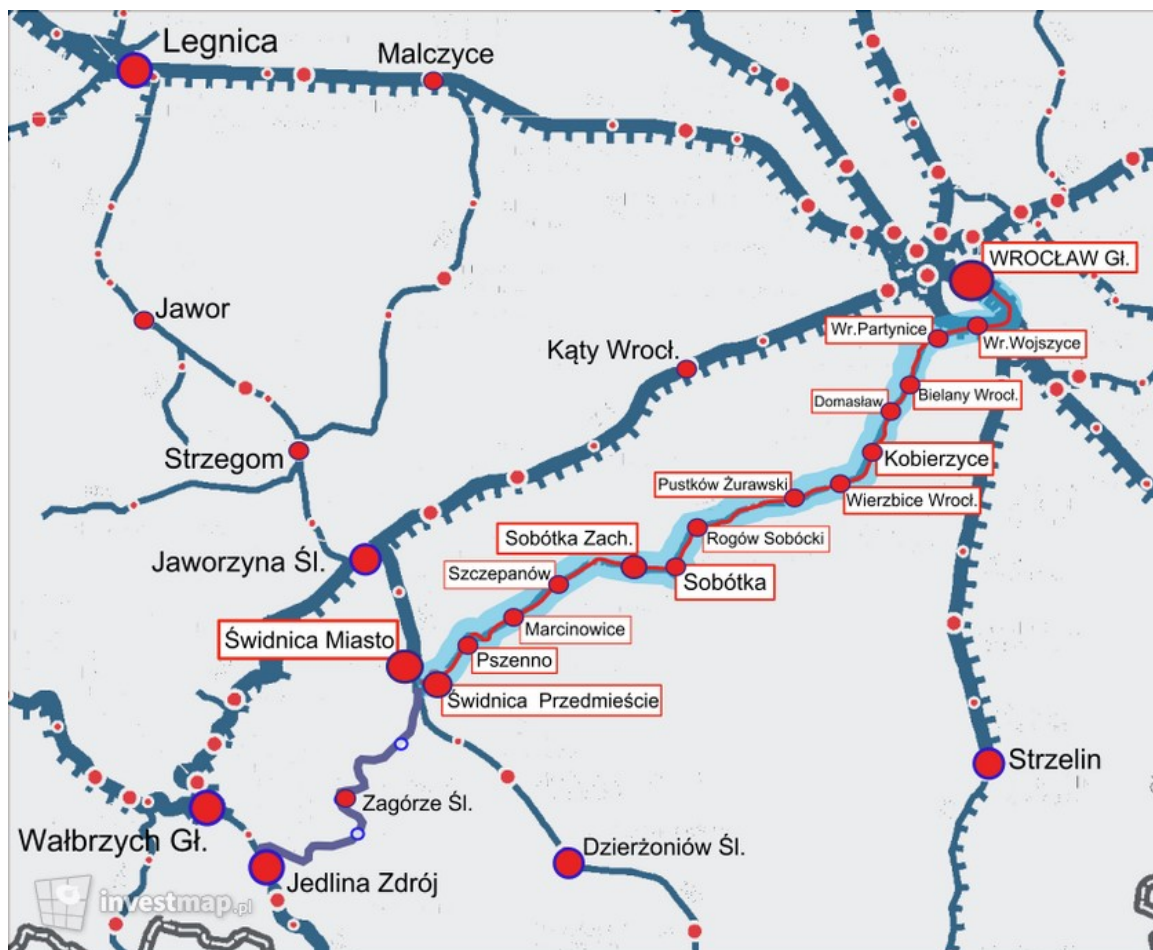 Legnica
Malczyce
WROCŁAW Gł.
Jawor
Wr.Partynice
Wr.Wojszyce
Kąty Wrocł.
Bielany Wrocł.
Domasław
Strzegom
Kobierzyce
Pustków Żurawski
Wierzbice Wrocł.
Sobótka Zach.
Rogów Sobócki
Jaworzyna Śl.
Szczepanów
Sobótka
Marcinowice
Świdnica Miasto
Pszenno
Świdnica Przedmieście
Strzelin
Zagórze Śl.
Wałbrzych Gł.
Dzierżoniów Śl.
Jedlina Zdrój
investmap.pl